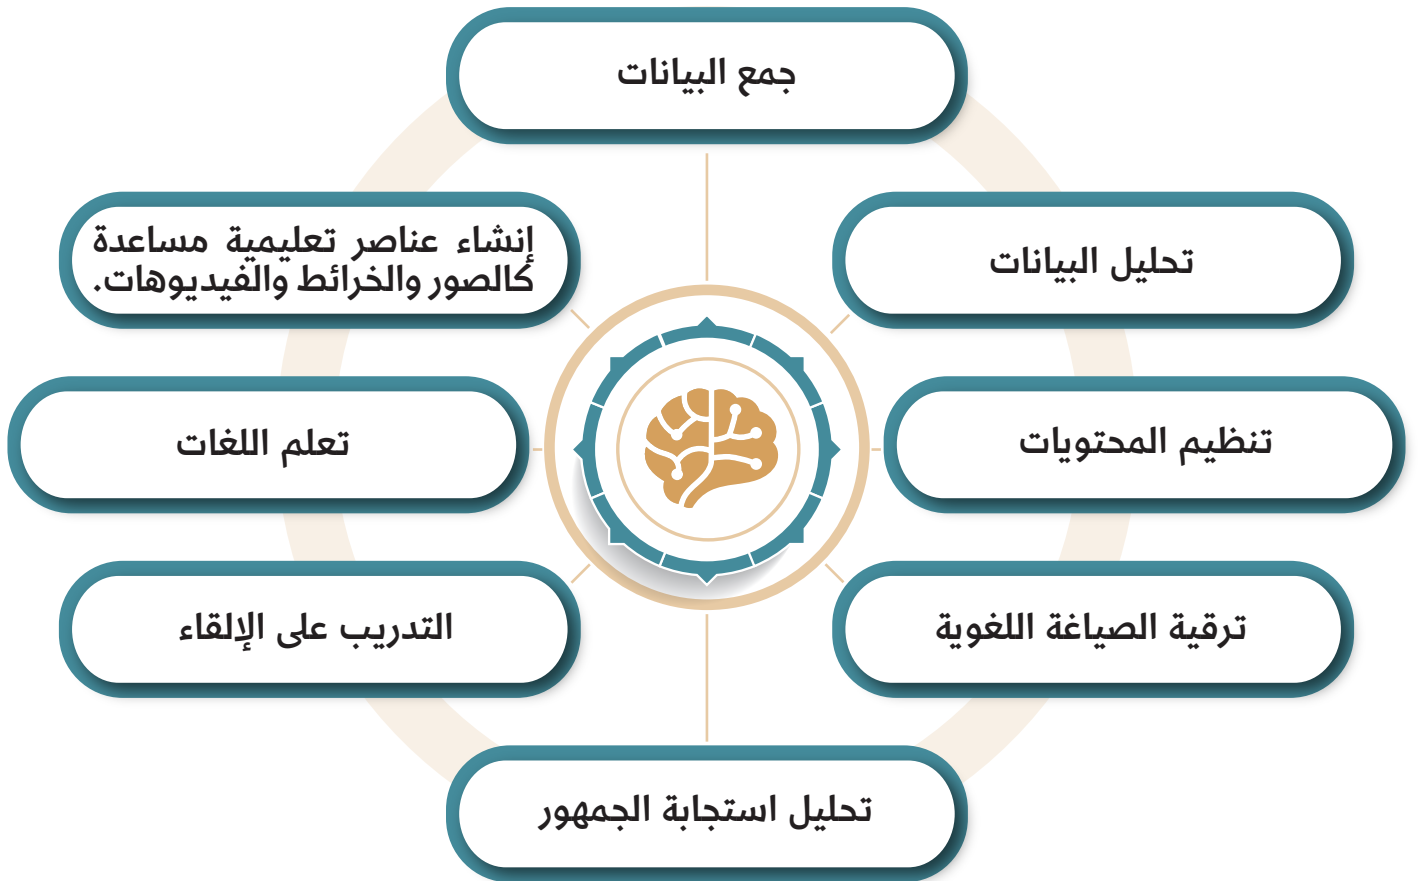 جمع البيانات
تحليل البيانات
تنظيم المحتويات
ترقية الصياغة اللغوية
تحليل استجابة الجمهور
التدريب على الإلقاء
تعلم اللغات
إنشاء عناصر تعليمية مساعدة
كالصور والخرائط والفيديوهات.